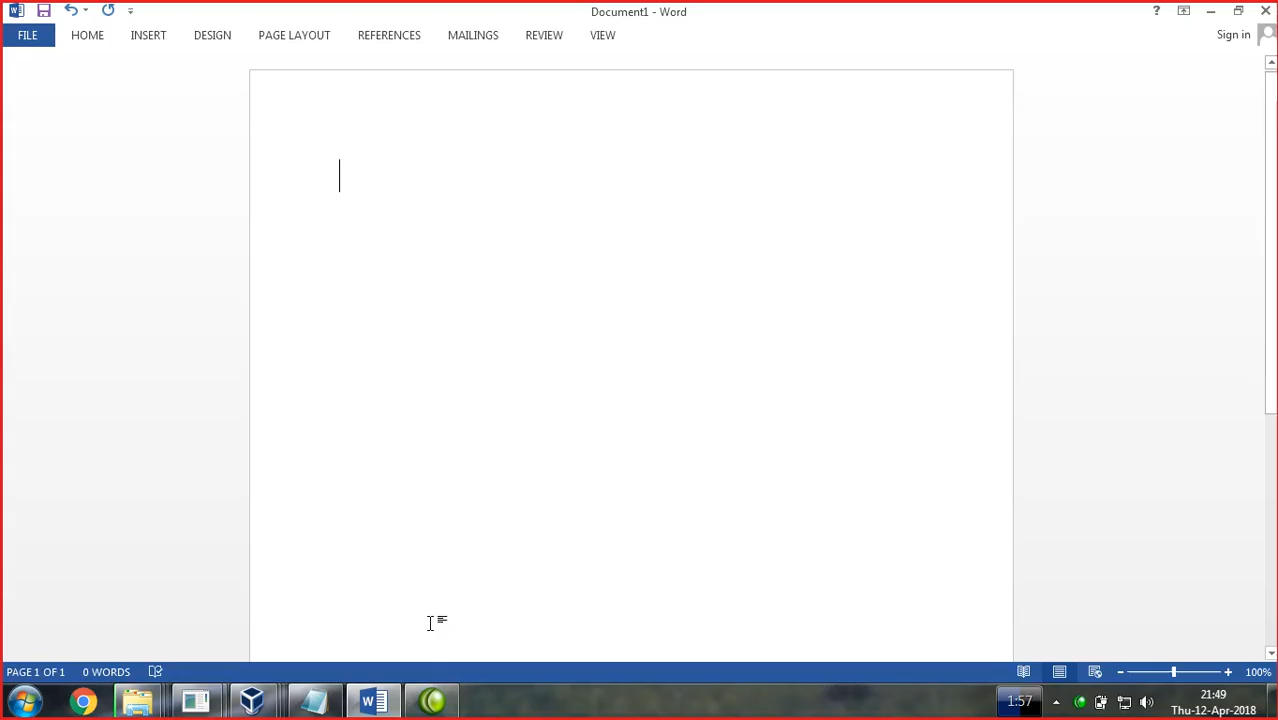 Document1 - Word
?
FILE HOME INSERT DESIGN PAGE LAYOUT REFERENCES MAILINGS REVIEW VIEW Sign in
PAGE 1 OF 1 0 WORDS 100%
1:57 21:49
Thu-12-Apr-2018